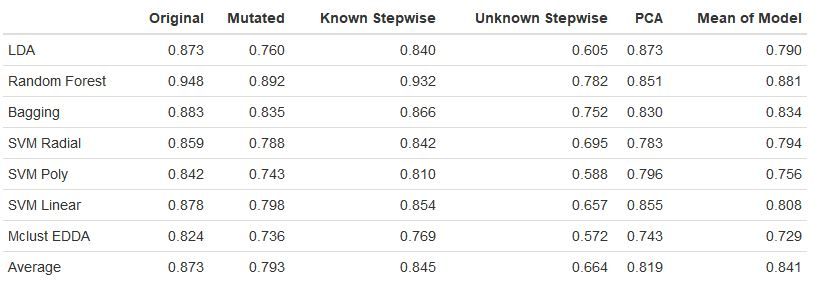 Original Mutated Known Stepwise Unknown Stepwise PCA Mean of Model
LDA 0.873 0.760 0.840 0.605 0.873 0.790
Random Forest 0.948 0.892 0.932 0.782 0.851 0.881
Bagging 0.883 0.835 0.866 0.752 0.830 0.834
SVM Radial 0.859 0.788 0.842 0.695 0.783 0.794
SVM Poly 0.842 0.743 0.810 0.588 0.796 0.756
SVM Linear 0.878 0.798 0.854 0.657 0.855 0.808
Mclust EDDA 0.824 0.736 0.769 0.572 0.743 0.729
Average 0.873 0.793 0.845 0.664 0.819 0.841